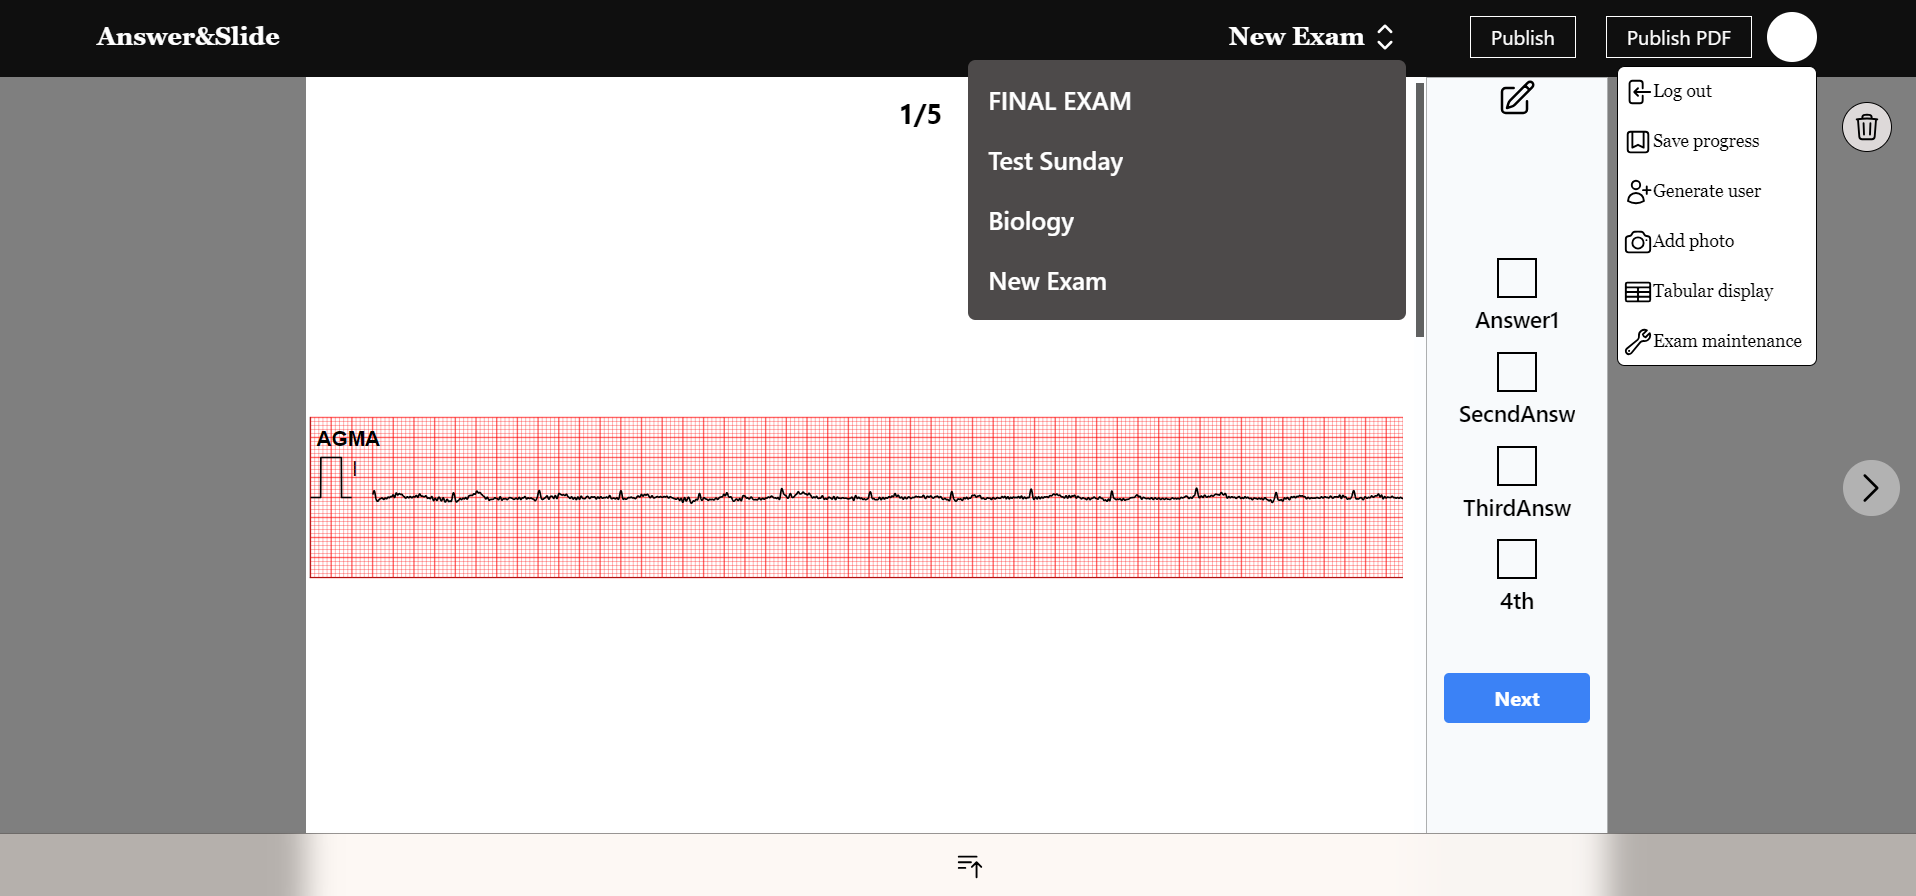 Answer&Slide
New Exam
Publish
Publish PDF
FINAL EXAM
Test Sunday
Biology
New Exam
Log out
Save progress
Generate user
Add photo
Tabular display
Exam maintenance
1/5
AGMA
I
Answer1
SecndAnsw
ThirdAnsw
4th
Next